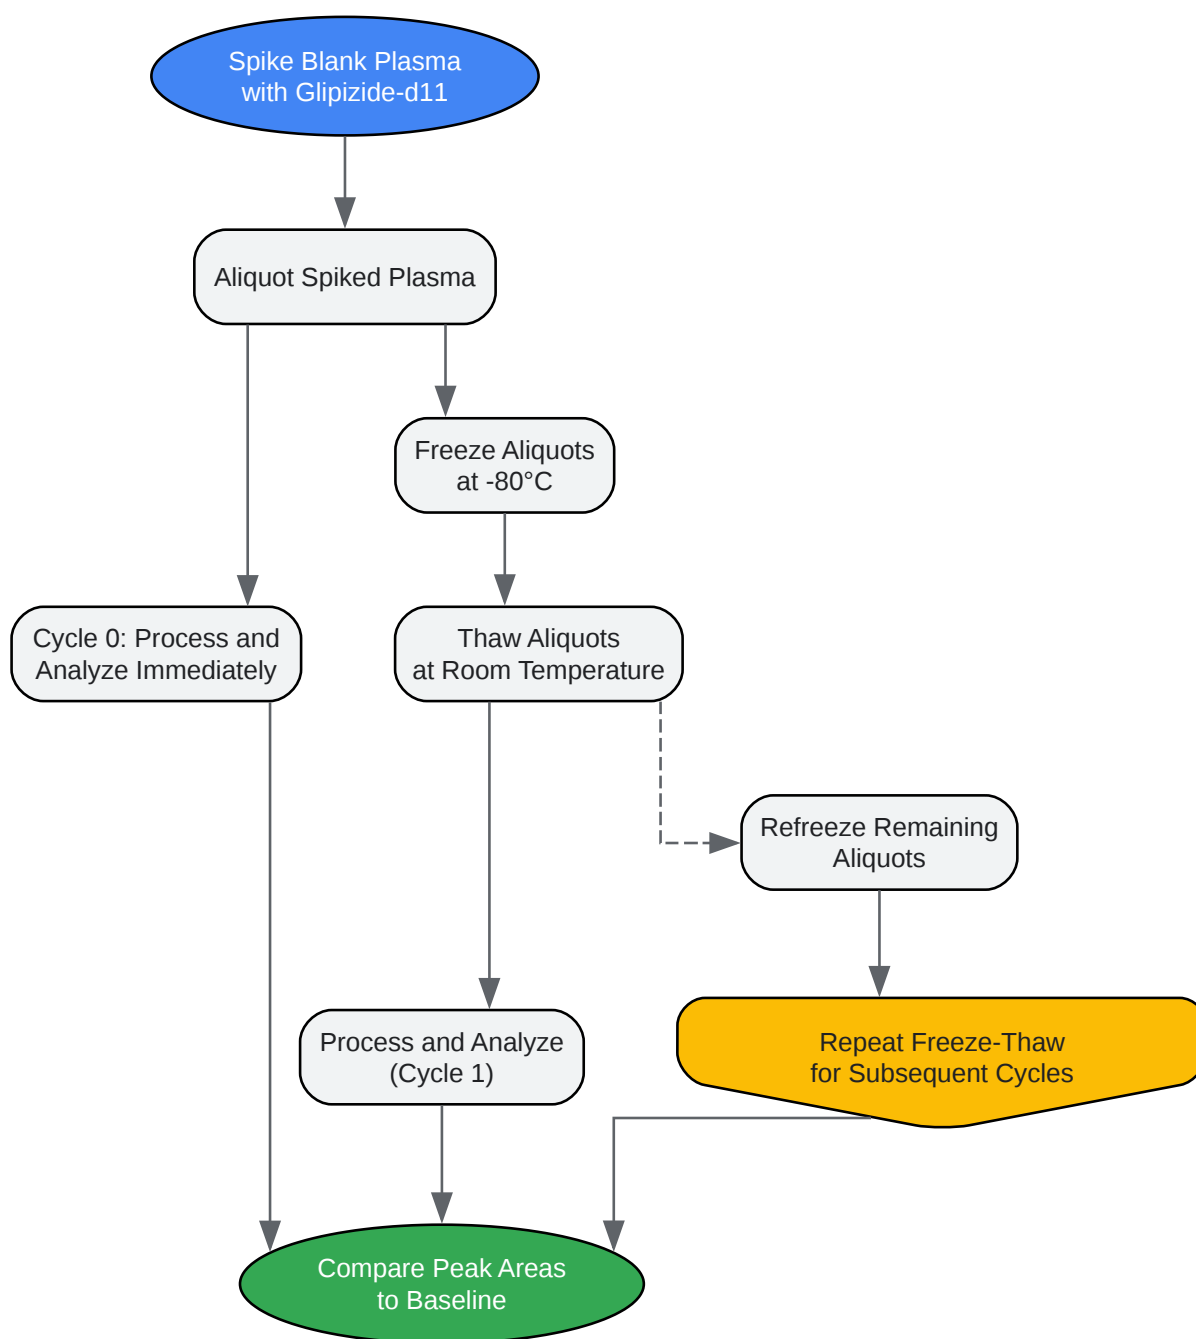 Spike Blank Plasma
with Glipizide-d11
Aliquot Spiked Plasma
Freeze Aliquots
at -80°C
Cycle 0: Process and
Analyze Immediately
Thaw Aliquots
at Room Temperature
Refreeze Remaining
Aliquots
Process and Analyze
(Cycle 1)
Repeat Freeze-Thaw
for Subsequent Cycles
Compare Peak Areas
to Baseline